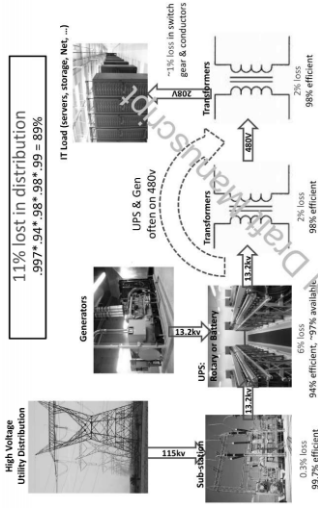 11% lost in distribution
.997*.94*.98*.98*.99 = 89%
High Voltage
Utility Distribution
115kv
Sub-station
0.3% loss
99.7% efficient
13.2kv
Generators
13.2kv
UPS:
Rotary or Battery
6% loss
94% efficient, ~97% available
13.2kv
UPS & Gen
often on 480v
Transformers
2% loss
98% efficient
480V
Transformers
2% loss
98% efficient
208V
~1% loss in switch
gear & conductors
IT Load (servers, storage, Net, ...)
Draft Manuscript